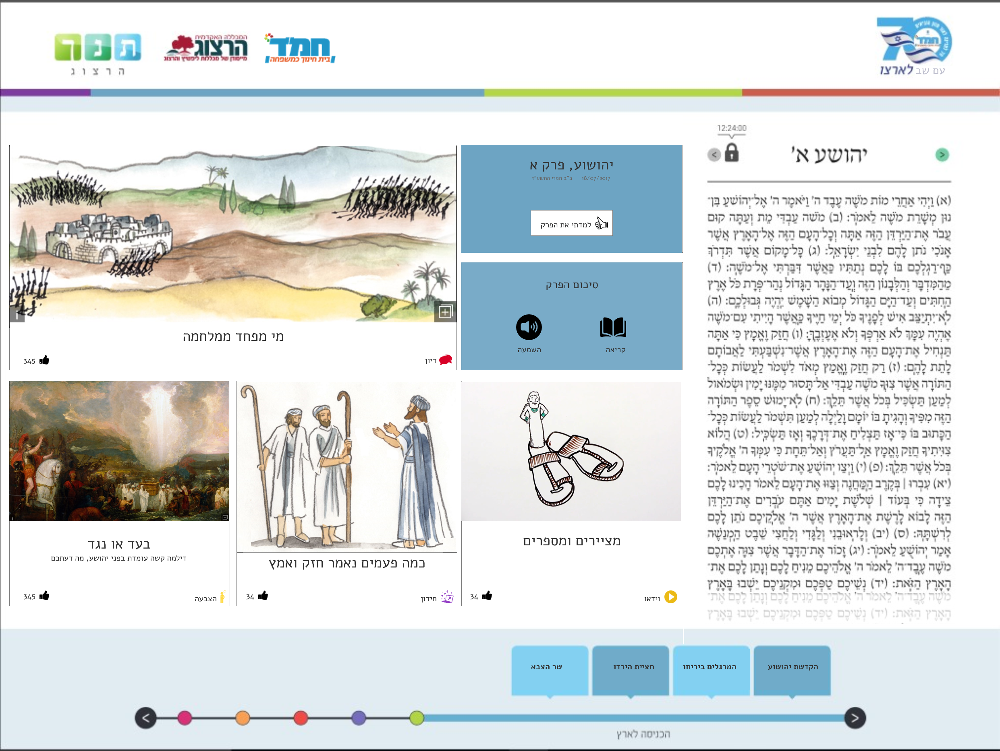 תנך
הרצוג
המכללה האקדמית
הרצוג
מייסודן של מכללות ליפשיץ והרצוג
חמד
בית חינוך כמשפחה
70
עם שב לארצו
12:24:00
יהושע א'
(א) וַיְהִי אַחֲרֵי מוֹת מֹשֶׁה עֶבֶד ה' וַיֹּאמֶר ה' אֶל־יְהוֹשֻׁעַ בִּן־
נוּן מְשָׁרֵת מֹשֶׁה לֵאמֹר: (ב) מֹשֶׁה עַבְדִּי מֵת וְעַתָּה קוּם
עֲבֹר אֶת־הַיַּרְדֵּן הַזֶּה אַתָּה וְכָל־הָעָם הַזֶּה אֶל־הָאָרֶץ אֲשֶׁר
אָנֹכִי נֹתֵן לָהֶם לִבְנֵי יִשְׂרָאֵל: (ג) כָּל־מָקוֹם אֲשֶׁר תִּדְרֹךְ
כַּף־רַגְלְכֶם בּוֹ לָכֶם נְתַתִּיו כַּאֲשֶׁר דִּבַּרְתִּי אֶל־מֹשֶׁה: (ד)
מֵהַמִּדְבָּר וְהַלְּבָנוֹן הַזֶּה וְעַד־הַנָּהָר הַגָּדוֹל נְהַר־פְּרָת כֹּל אֶרֶץ
הַחִתִּים וְעַד־הַיָּם הַגָּדוֹל מְבוֹא הַשָּׁמֶשׁ יִהְיֶה גְּבוּלְכֶם: (ה)
לֹא־יִתְיַצֵּב אִישׁ לְפָנֶיךָ כֹּל יְמֵי חַיֶּיךָ כַּאֲשֶׁר הָיִיתִי עִם־מֹשֶׁה
אֶהְיֶה עִמָּךְ לֹא אַרְפְּךָ וְלֹא אֶעֶזְבֶךָּ: (ו) חֲזַק וֶאֱמָץ כִּי אַתָּה
תַּנְחִיל אֶת־הָעָם הַזֶּה אֶת־הָאָרֶץ אֲשֶׁר־נִשְׁבַּעְתִּי לַאֲבוֹתָם
לָתֵת לָהֶם: (ז) רַק חֲזַק וֶאֱמַץ מְאֹד לִשְׁמֹר לַעֲשׂוֹת כְּכָל־
הַתּוֹרָה אֲשֶׁר צִוְּךָ מֹשֶׁה עַבְדִּי אַל־תָּסוּר מִמֶּנּוּ יָמִין וּשְׂמֹאול
לְמַעַן תַּשְׂכִּיל בְּכֹל אֲשֶׁר תֵּלֵךְ: (ח) לֹא־יָמוּשׁ סֵפֶר הַתּוֹרָה
הַזֶּה מִפִּיךָ וְהָגִיתָ בּוֹ יוֹמָם וָלַיְלָה לְמַעַן תִּשְׁמֹר לַעֲשׂוֹת כְּכָל־
הַכָּתוּב בּוֹ כִּי־אָז תַּצְלִיחַ אֶת־דְּרָכֶךָ וְאָז תַּשְׂכִּיל: (ט) הֲלוֹא
צִוִּיתִיךָ חֲזַק וֶאֱמָץ אַל־תַּעֲרֹץ וְאַל־תֵּחָת כִּי עִמְּךָ ה' אֱלֹקֶיךָ
בְּכֹל אֲשֶׁר תֵּלֵךְ: (פ) (י) וַיְצַו יְהוֹשֻׁעַ אֶת־שֹׁטְרֵי הָעָם לֵאמֹר:
(יא) עִבְרוּ | בְּקֶרֶב הַמַּחֲנֶה וְצַוּוּ אֶת־הָעָם לֵאמֹר הָכִינוּ לָכֶם
צֵידָה כִּי בְּעוֹד | שְׁלֹשֶׁת יָמִים אַתֶּם עֹבְרִים אֶת־הַיַּרְדֵּן
הַזֶּה לָבוֹא לָרֶשֶׁת אֶת־הָאָרֶץ אֲשֶׁר ה' אֱלֹקֵיכֶם נֹתֵן לָכֶם
לְרִשְׁתָּהּ: (ס) (יב) וְלָראוּבֵנִי וְלַגָּדִי וְלַחֲצִי שֵׁבֶט הַמְנַשֶּׁה
אָמַר יְהוֹשֻׁעַ לֵאמֹר: (יג) זָכוֹר אֶת־הַדָּבָר אֲשֶׁר צִוָּה אֶתְכֶם
מֹשֶׁה עֶבֶד־ה' לֵאמֹר ה' אֱלֹהֵיכֶם מֵנִיחַ לָכֶם וְנָתַן לָכֶם אֶת־
הָאָרֶץ הַזֹּאת: (יד) נְשֵׁיכֶם טַפְּכֶם וּמִקְנֵיכֶם יֵשְׁבוּ בָּאָרֶץ
מֹשֶׁה עֶבֶד־ה' לֵאמֹר ה' אֱלֹהֵיכֶם מֵנִיחַ לָכֶם וְנָתַן לָכֶם אֶת־
הָאָרֶץ הַזֹּאת: (יד) נְשֵׁיכֶם טַפְּכֶם וּמִקְנֵיכֶם יֵשְׁבוּ בָּאָרֶץ
יהושוע, פרק א
18/07/2017 כ"ב תמוז התשע"ז
למדתי את הפרק
סיכום הפרק
קריאה
השמעה
מי מפחד ממלחמה
דיון
345
מציירים ומספרים
וידאו
34
כמה פעמים נאמר חזק ואמץ
חידון
34
בעד או נגד
דילמה קשה עומדת בפני יהושע, מה דעתכם
הצבעה
345
הקדשת יהושוע
המרגלים ביריחו
חציית הירדו
שר הצבא
הכניסה לארץ